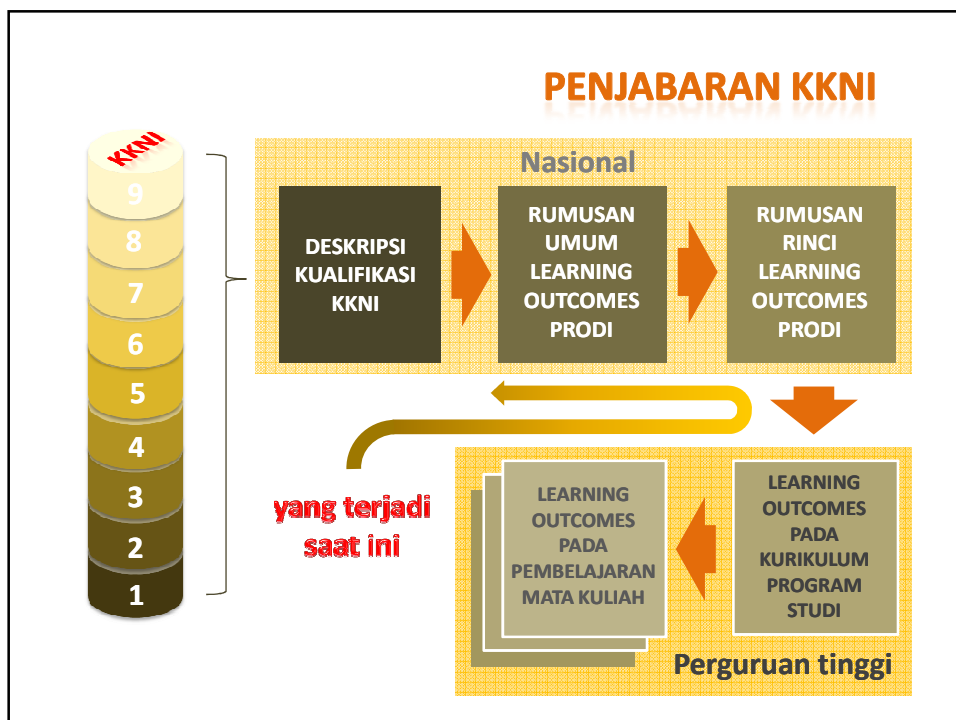 PENJABARAN KKNI
KKNI
9
8
7
6
5
4
3
2
1
Nasional
DESKRIPSI
KUALIFIKASI
KKNI
RUMUSAN
UMUM
LEARNING
OUTCOMES
PRODI
RUMUSAN
RINCI
LEARNING
OUTCOMES
PRODI
yang terjadi
saat ini
LEARNING
OUTCOMES
PADA
PEMBELAJARAN
MATA KULIAH
LEARNING
OUTCOMES
PADA
KURIKULUM
PROGRAM
STUDI
Perguruan tinggi